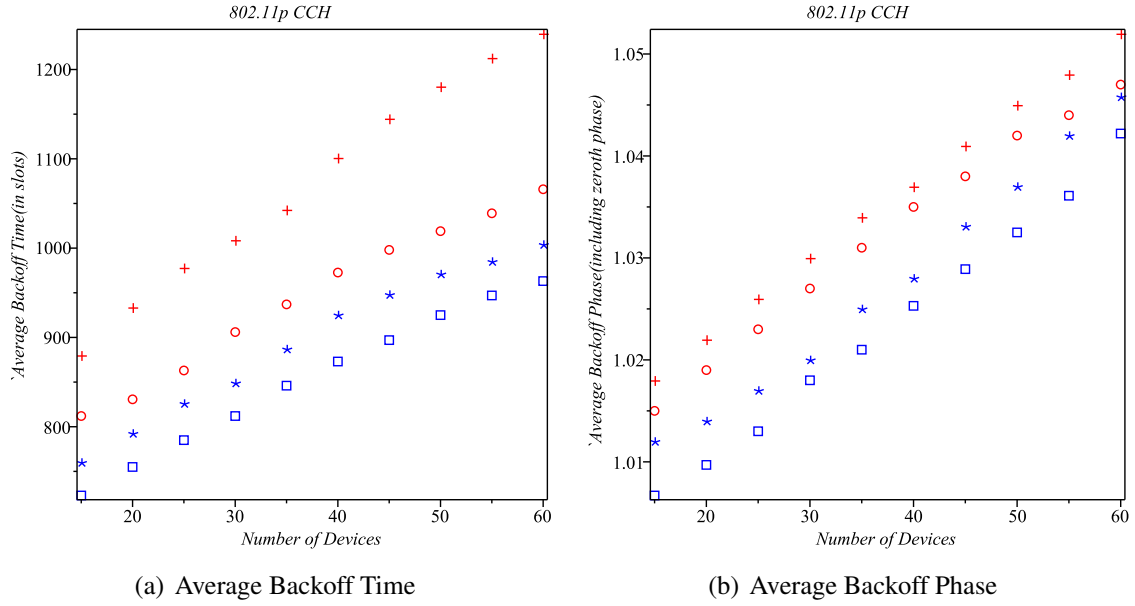 802.11p CCH
1200
1100
1000
900
800
`Average Backoff Time(in slots)
20 30 40 50 60
Number of Devices
(a) Average Backoff Time
802.11p CCH
1.05
1.04
1.03
1.02
1.01
`Average Backoff Phase(including zeroth phase)
20 30 40 50 60
Number of Devices
(b) Average Backoff Phase